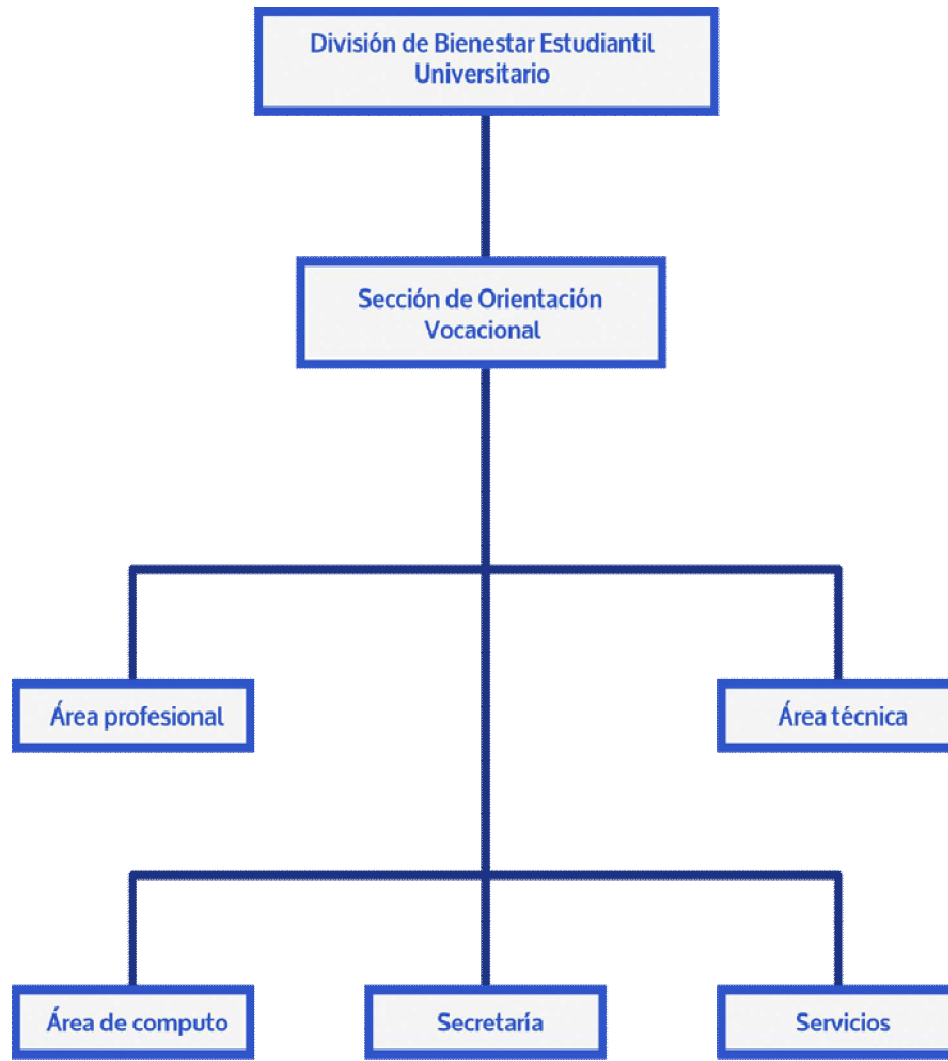 División de Bienestar Estudiantil
Universitario
Sección de Orientación
Vocacional
Área profesional
Área técnica
Área de computo
Secretaría
Servicios